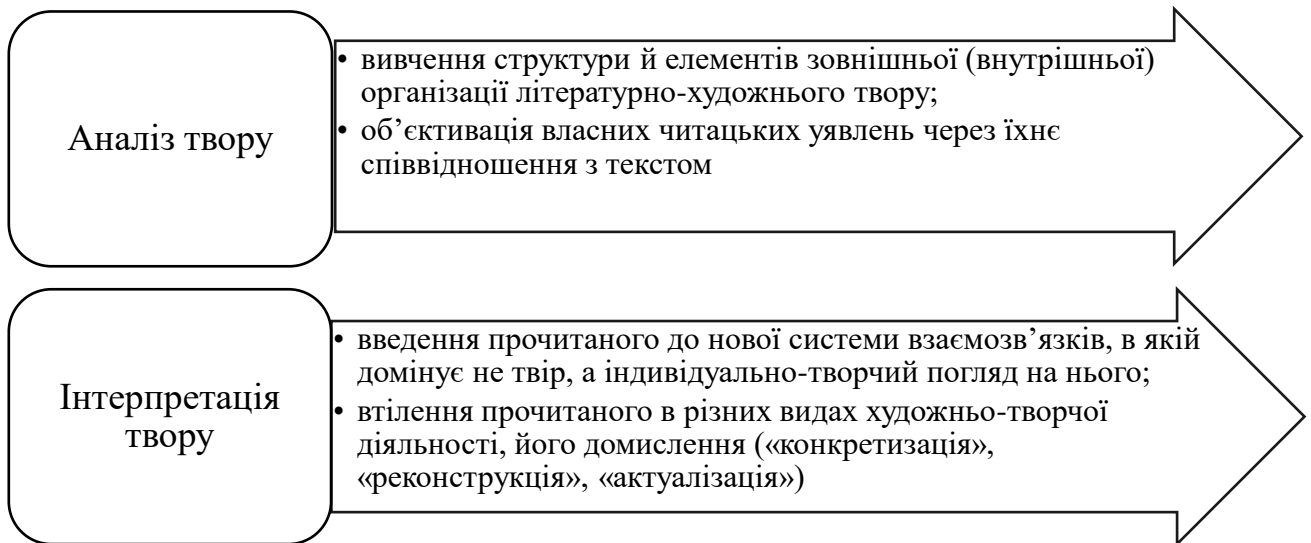 Аналіз твору
• вивчення структури й елементів зовнішньої (внутрішньої)
організації літературно-художнього твору;
• об’єктивація власних читацьких уявлень через їхнє
співвідношення з текстом
Інтерпретація
твору
• введення прочитаного до нової системи взаємозв’язків, в якій
домінує не твір, а індивідуально-творчий погляд на нього;
• втілення прочитаного в різних видах художньо-творчої
діяльності, його домислення («конкретизація»,
«реконструкція», «актуалізація»)